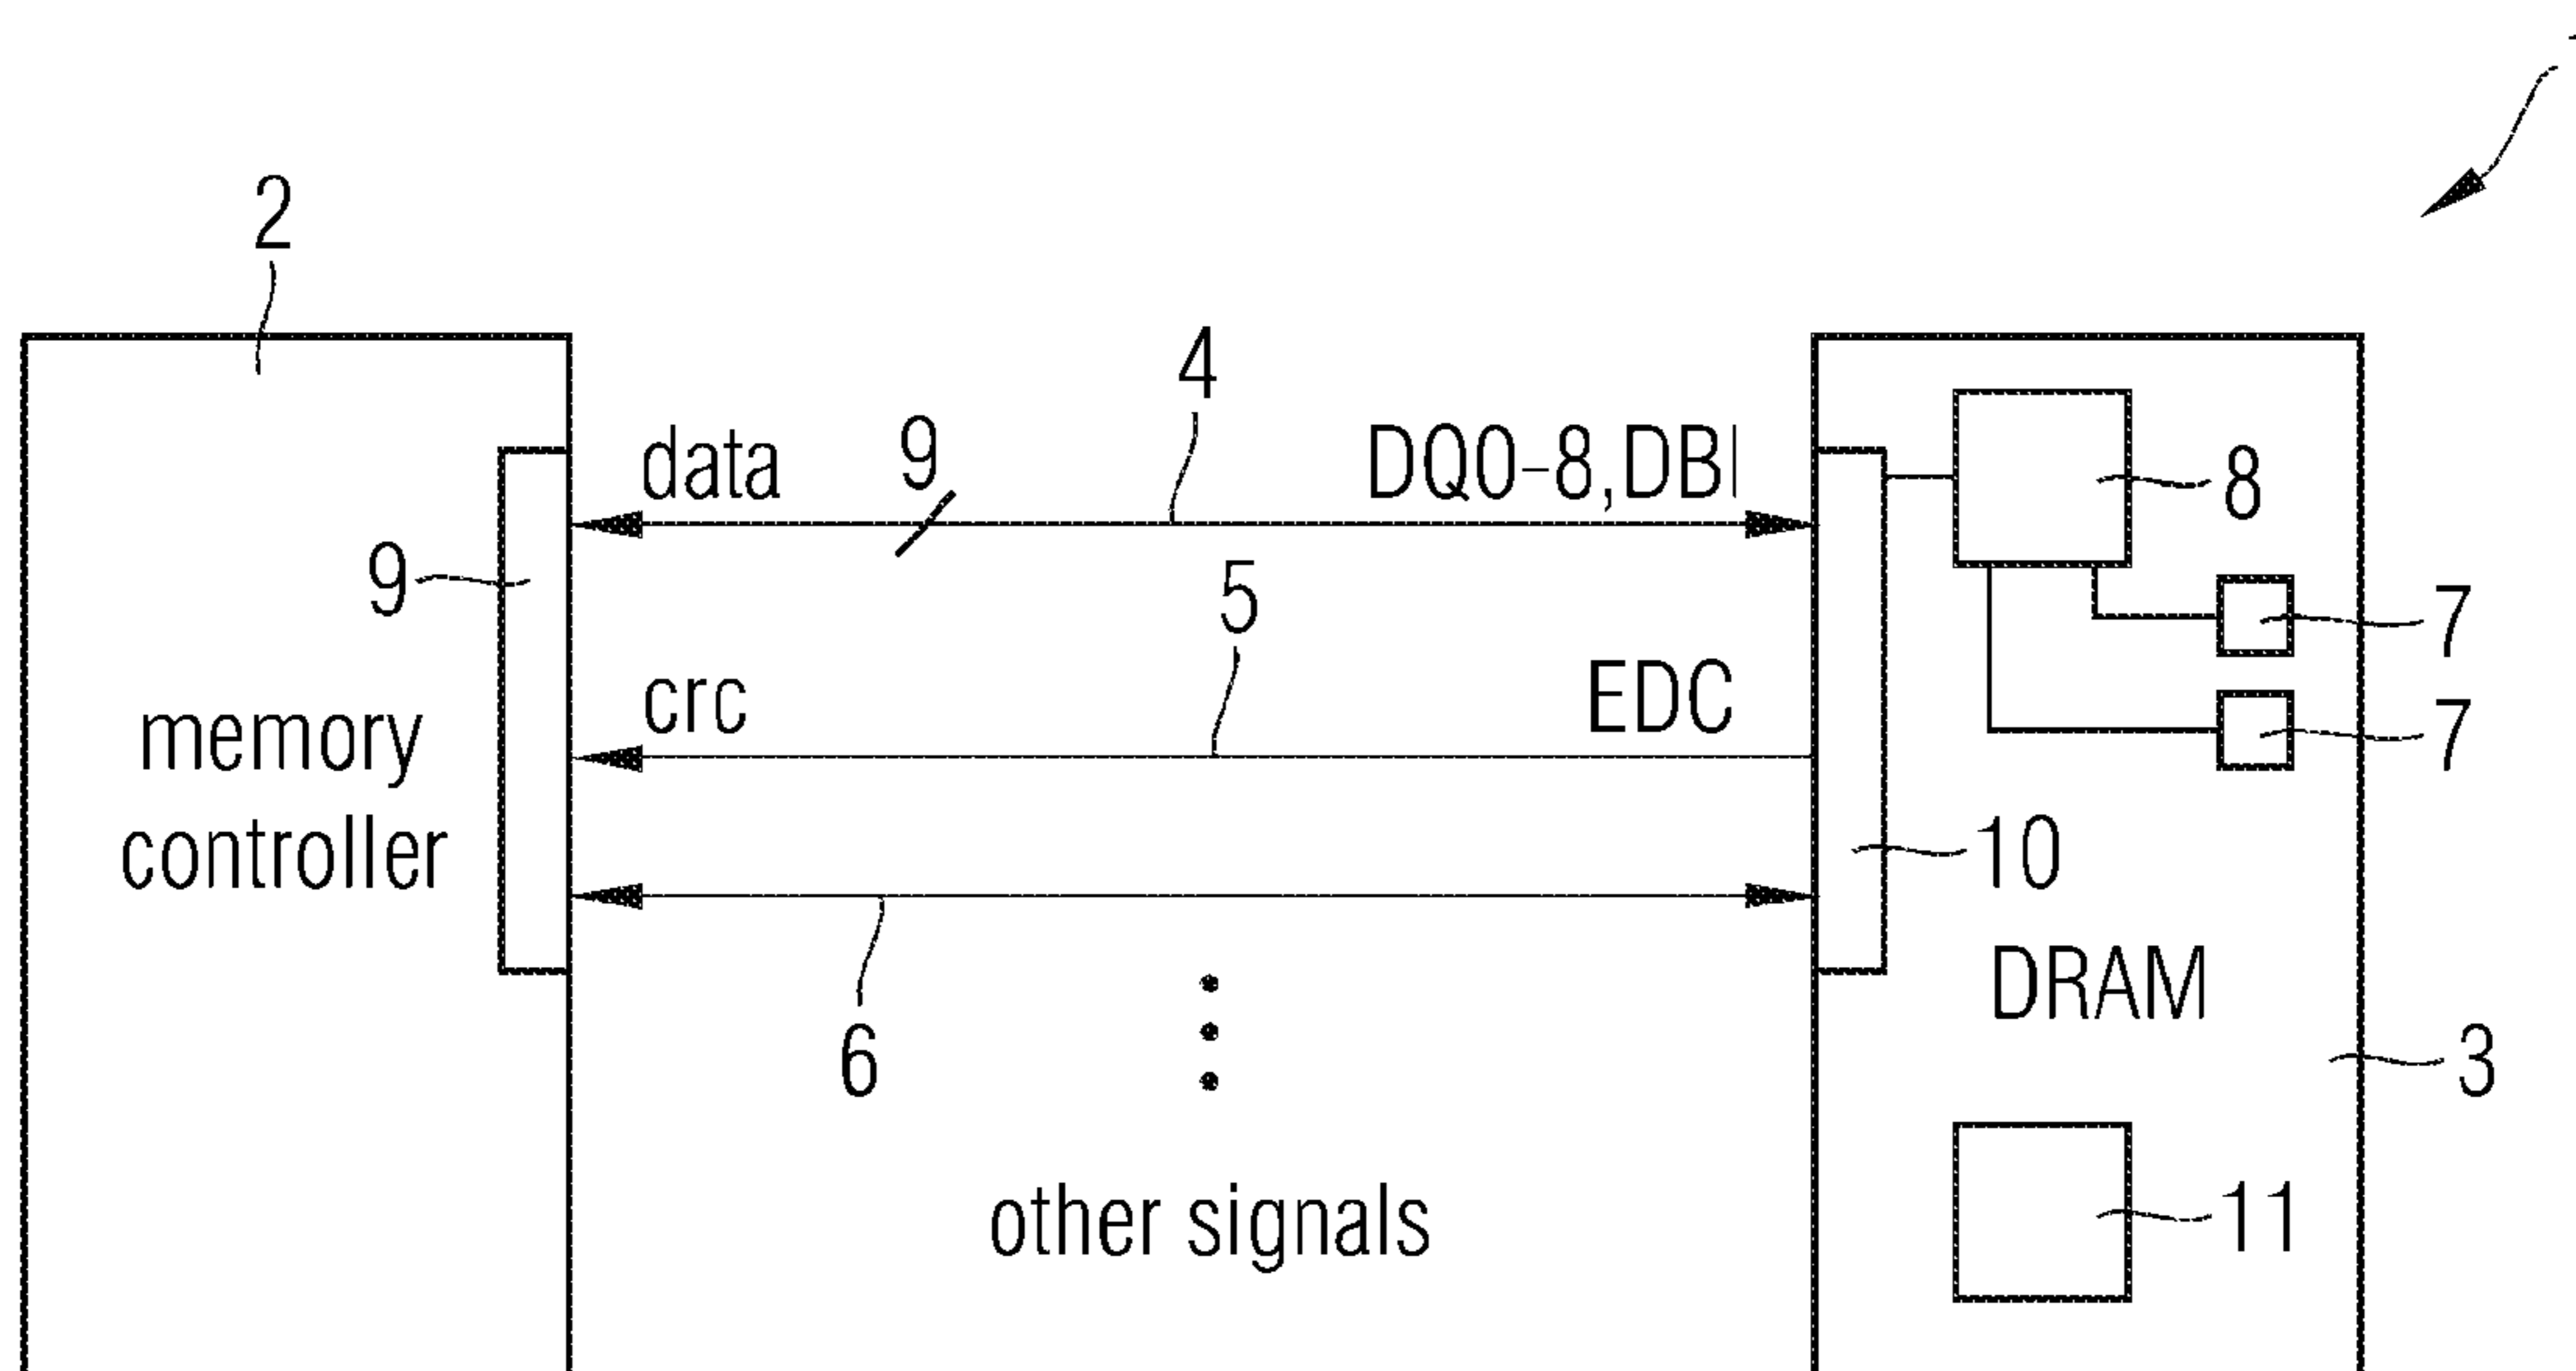 2
4
data
9
DQ0-8,DBI
8
9
5
7
crc
EDC
7
memory
controller
10
DRAM
6
3
other signals
11